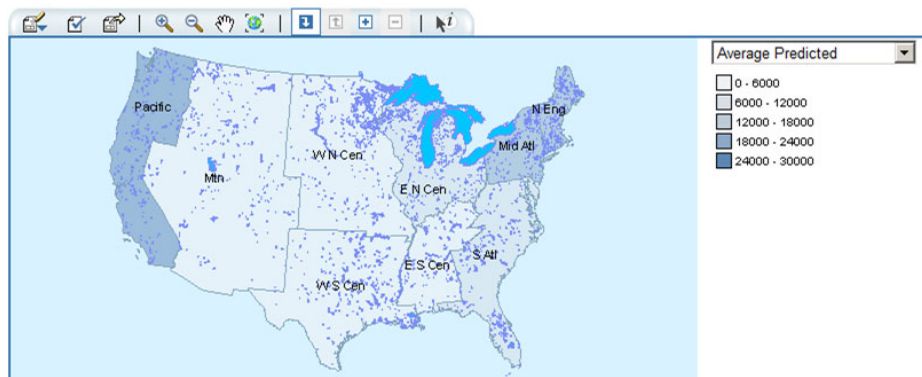 Average Predicted
0 - 6000
6000 - 12000
12000 - 18000
18000 - 24000
24000 - 30000
Pacific
N Eng
Mid Atl
W N Cen
Mtn
E N Cen
S Atl
E S Cen
W S Cen